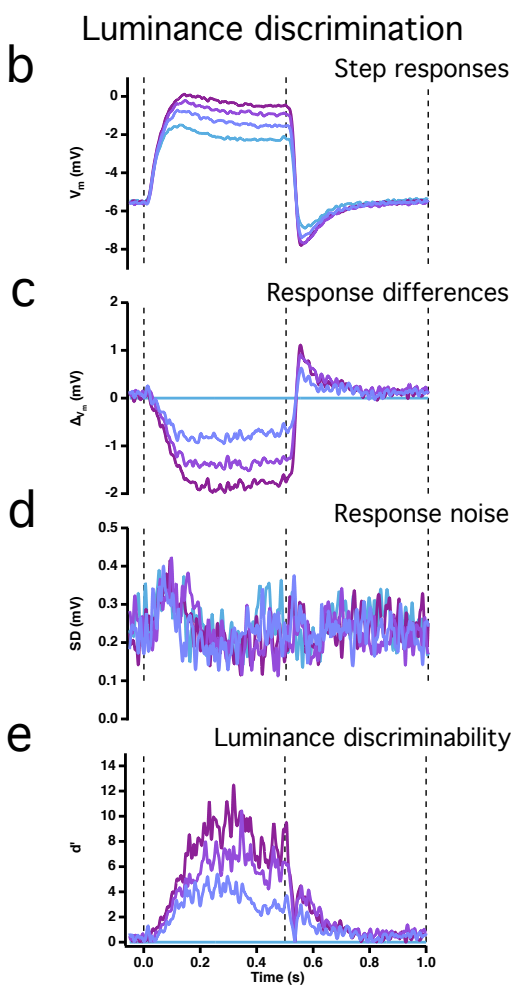 Luminance discrimination
b
Step responses
0
-2
-4
-6
-8
Vm (mV)
c
Response differences
2
1
0
-1
-2
ΔVm (mV)
d
Response noise
0.5
0.4
0.3
0.2
0.1
0.0
SD (mV)
e
Luminance discriminability
14
12
10
8
6
4
2
0
d'
0.0 0.2 0.4 0.6 0.8 1.0
Time (s)